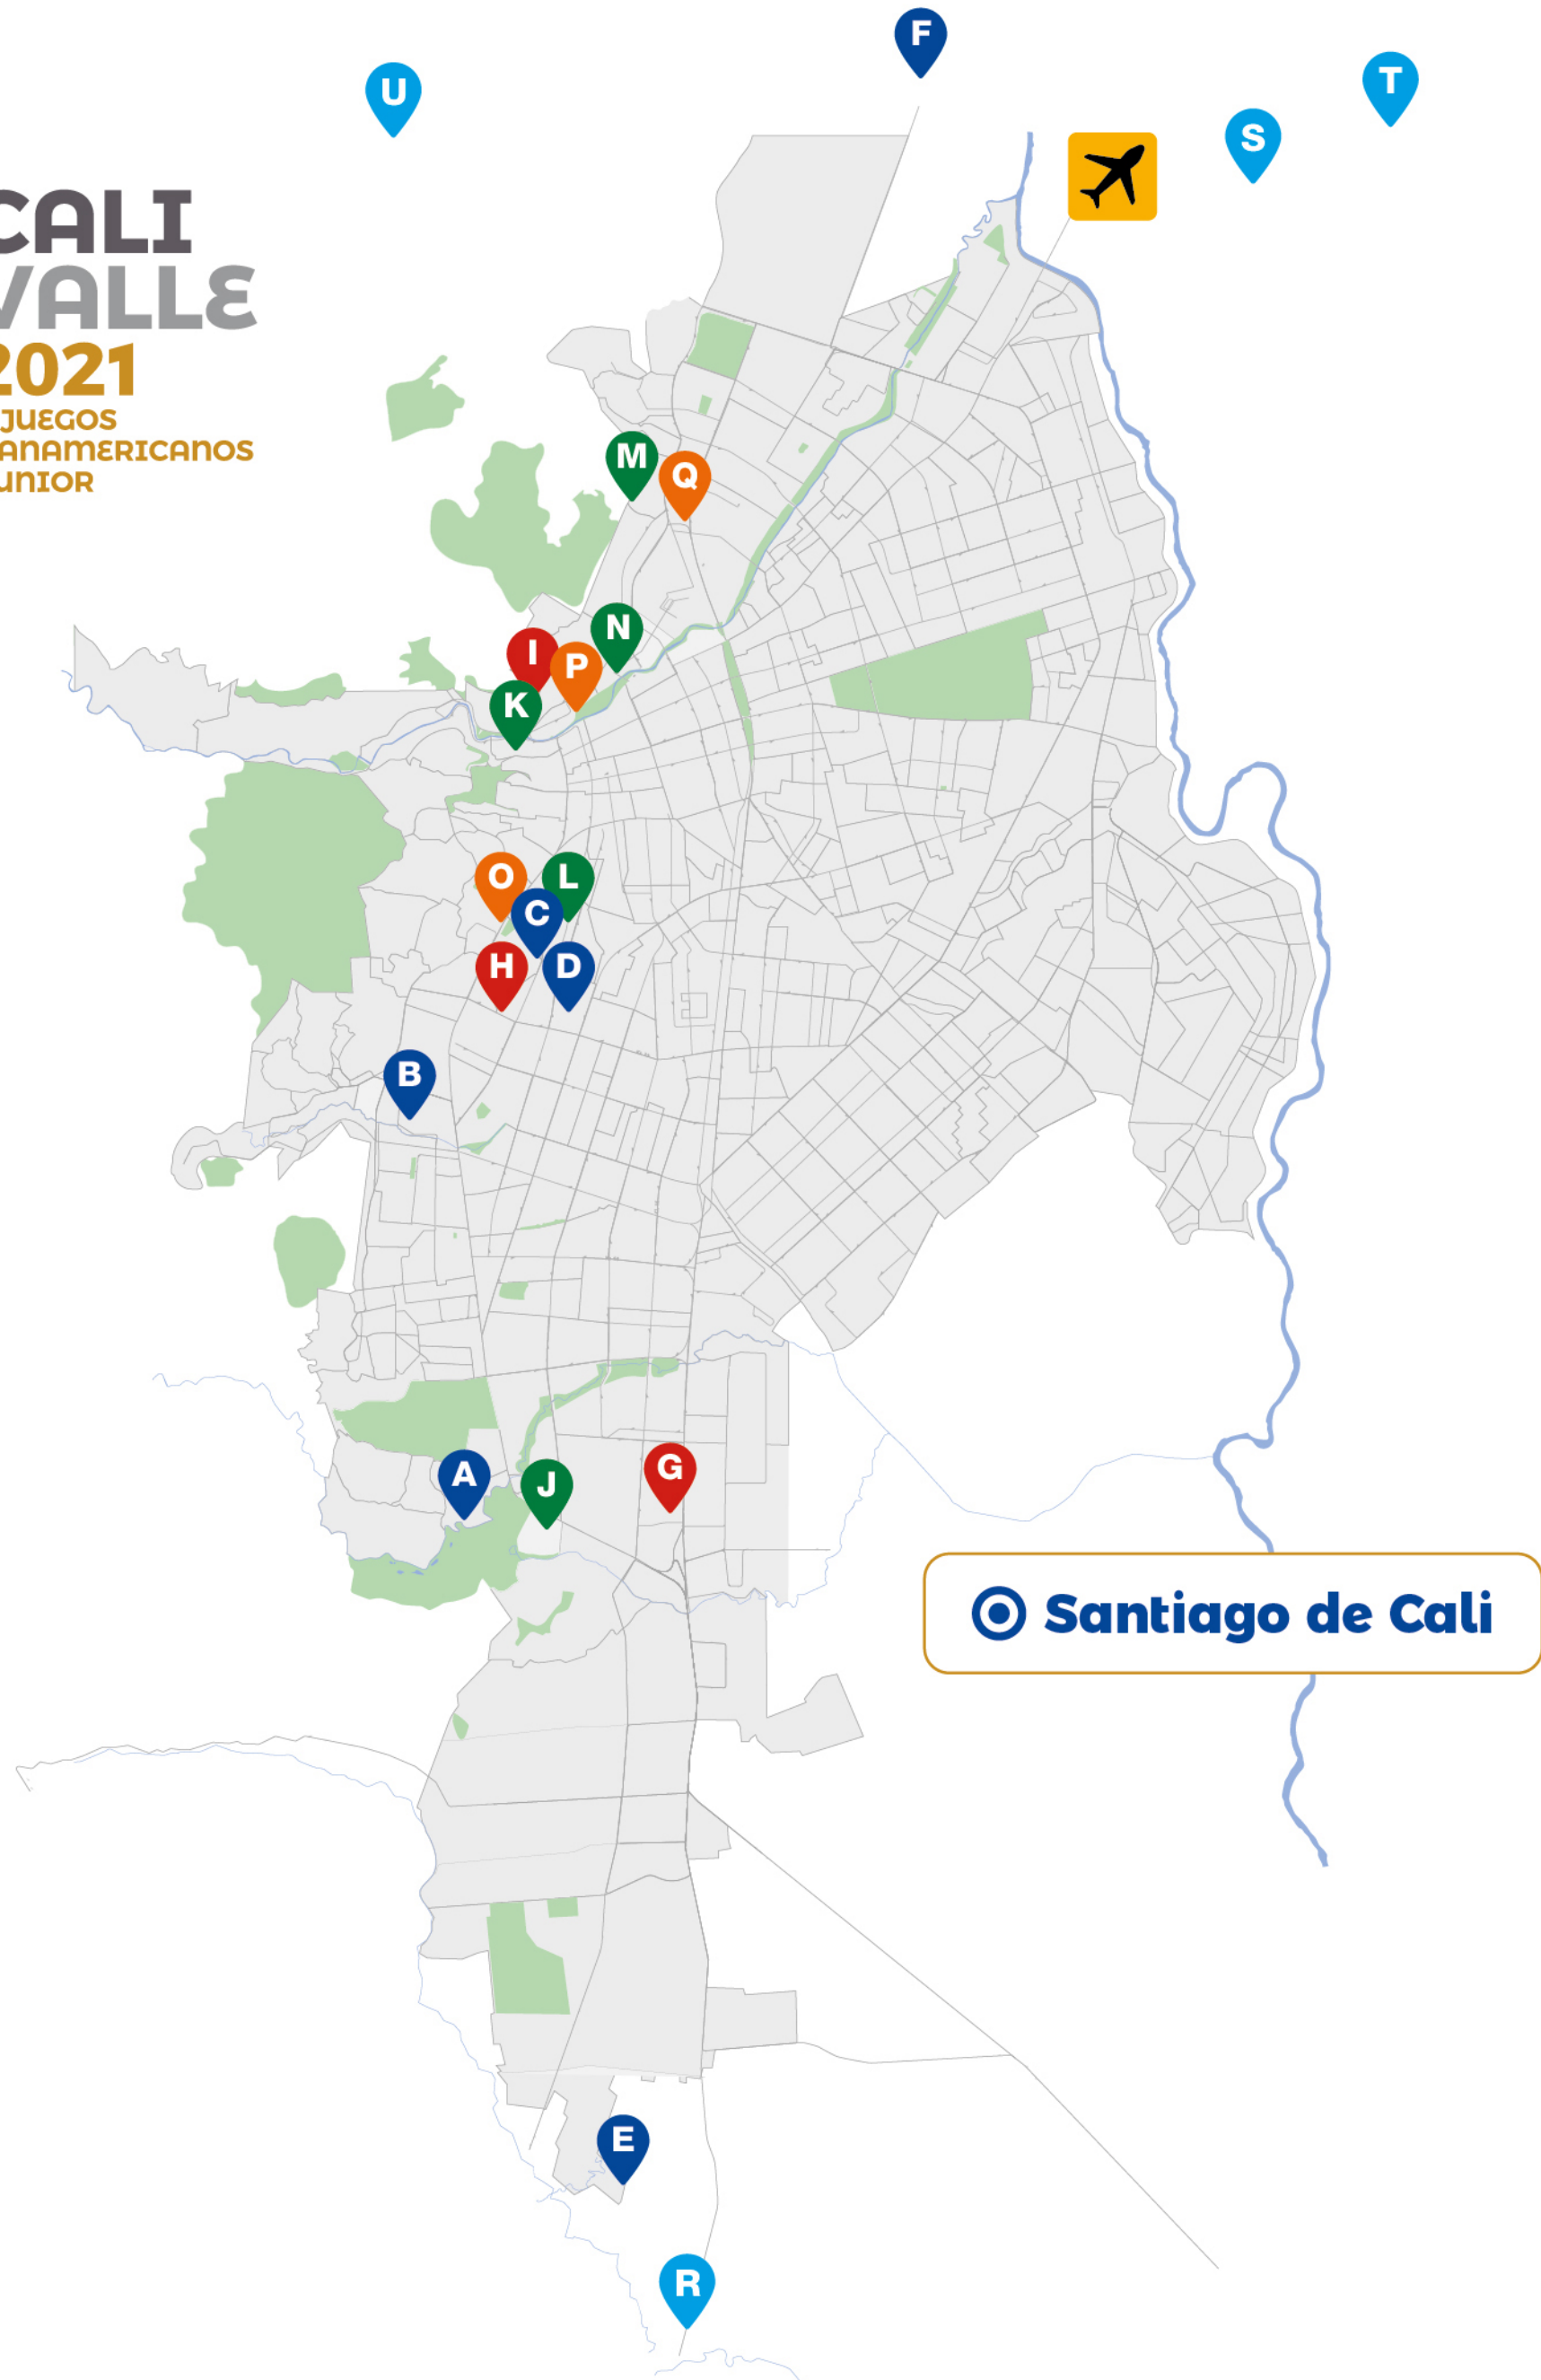 F
U
T
S
CALI
VALLE
2021
JUEGOS
ANAMERICANOS
UNIOR
M
Q
N
I
P
K
O
L
C
H
D
B
A
J
G
Santiago de Cali
E
R